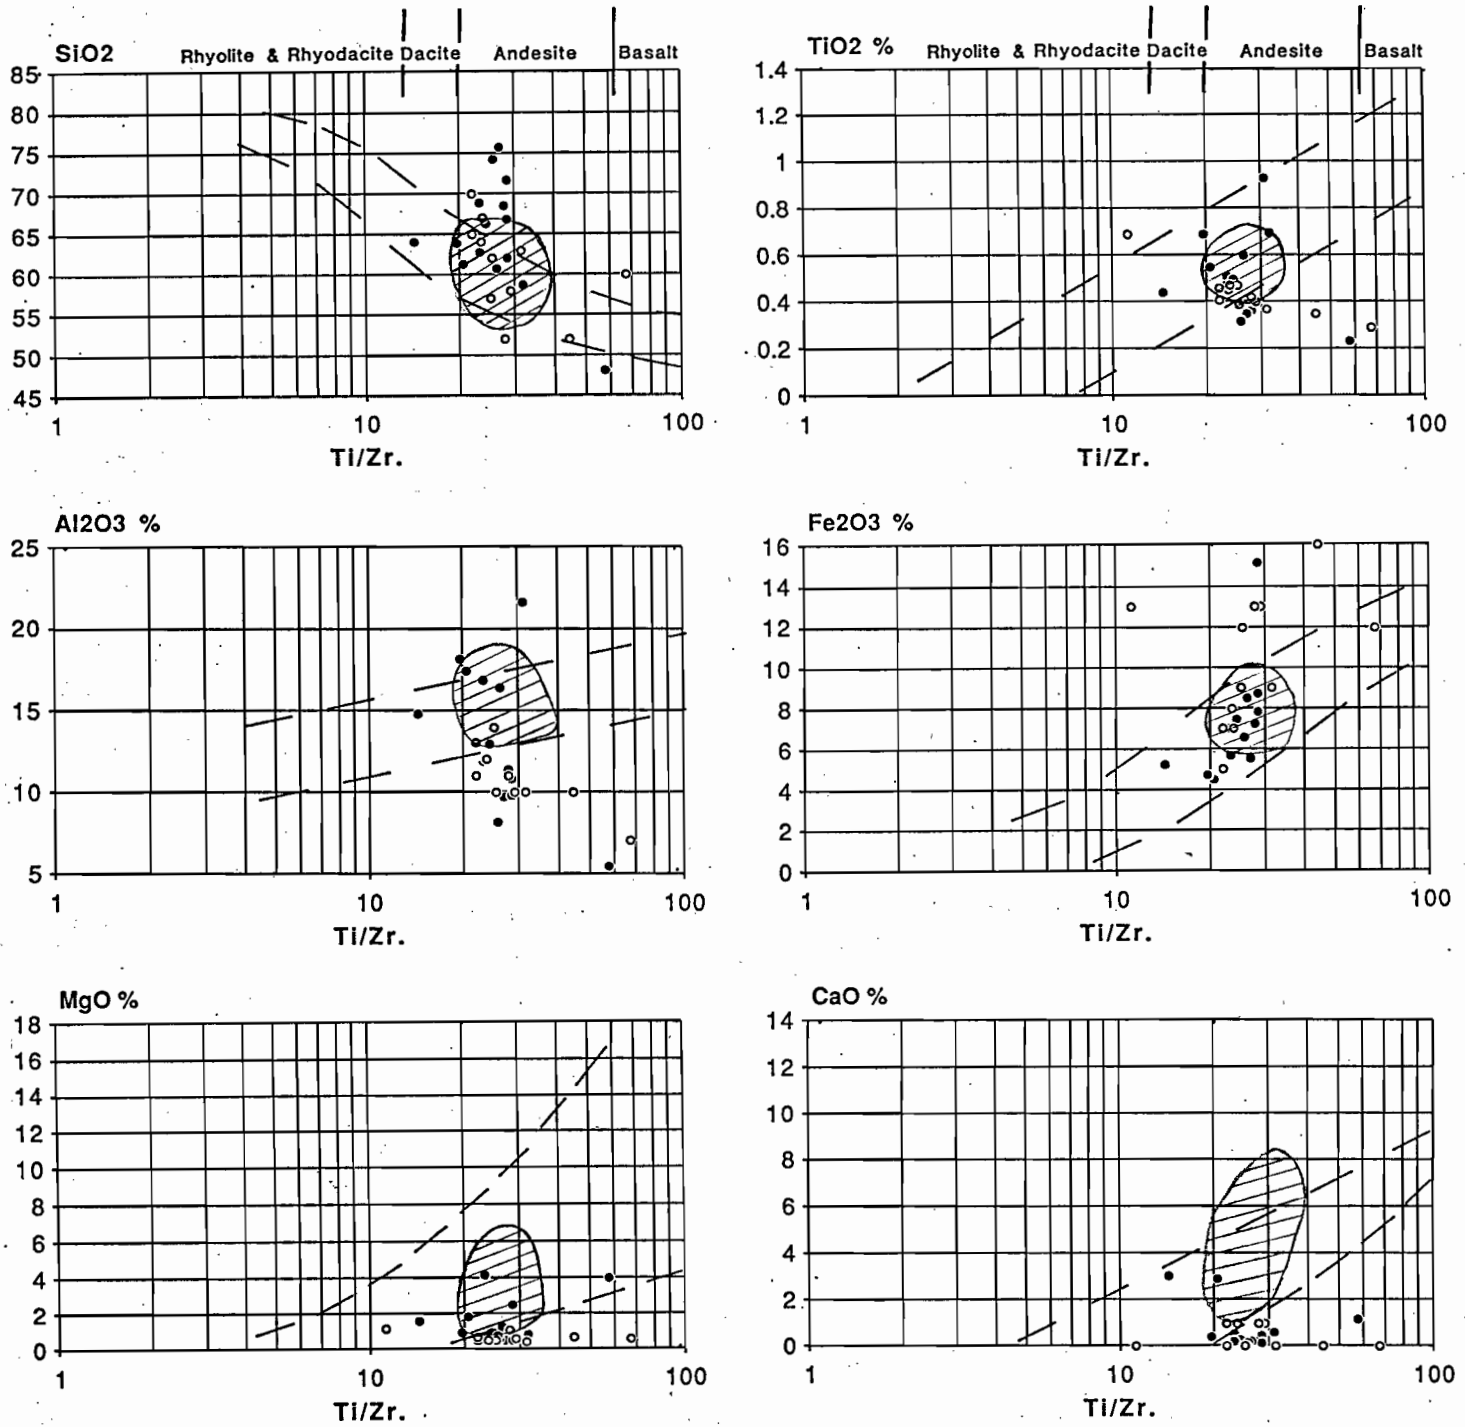 SiO2
Rhyolite & Rhyodacite Dacite Andesite Basalt
85
80
75
70
65
60
55
50
45
1 10 100
Ti/Zr.
TiO2 %
Rhyolite & Rhyodacite Dacite Andesite Basalt
1.4
1.2
1
0.8
0.6
0.4
0.2
0
1 10 100
Ti/Zr.
Al2O3 %
25
20
15
10
5
1 10 100
Ti/Zr.
Fe2O3 %
16
14
12
10
8
6
4
2
0
1 10 100
Ti/Zr.
MgO %
18
16
14
12
10
8
6
4
2
0
1 10 100
Ti/Zr.
CaO %
14
12
10
8
6
4
2
0
1 10 100
Ti/Zr.